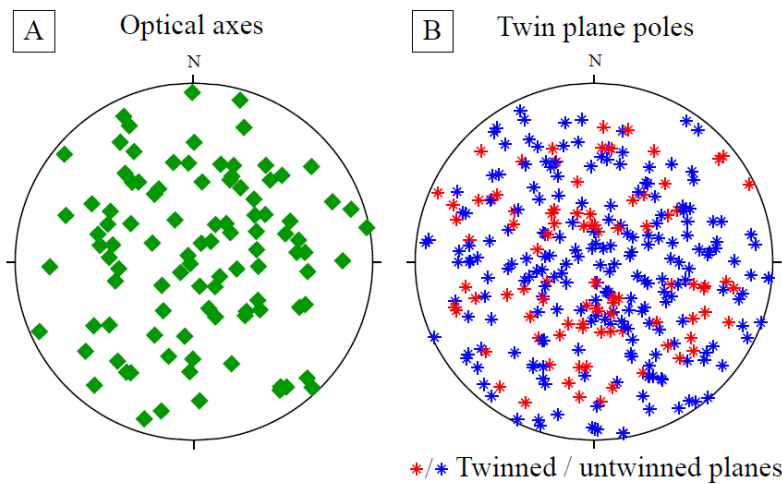 A
Optical axes
N
B
Twin plane poles
N
/ Twinned / untwinned planes